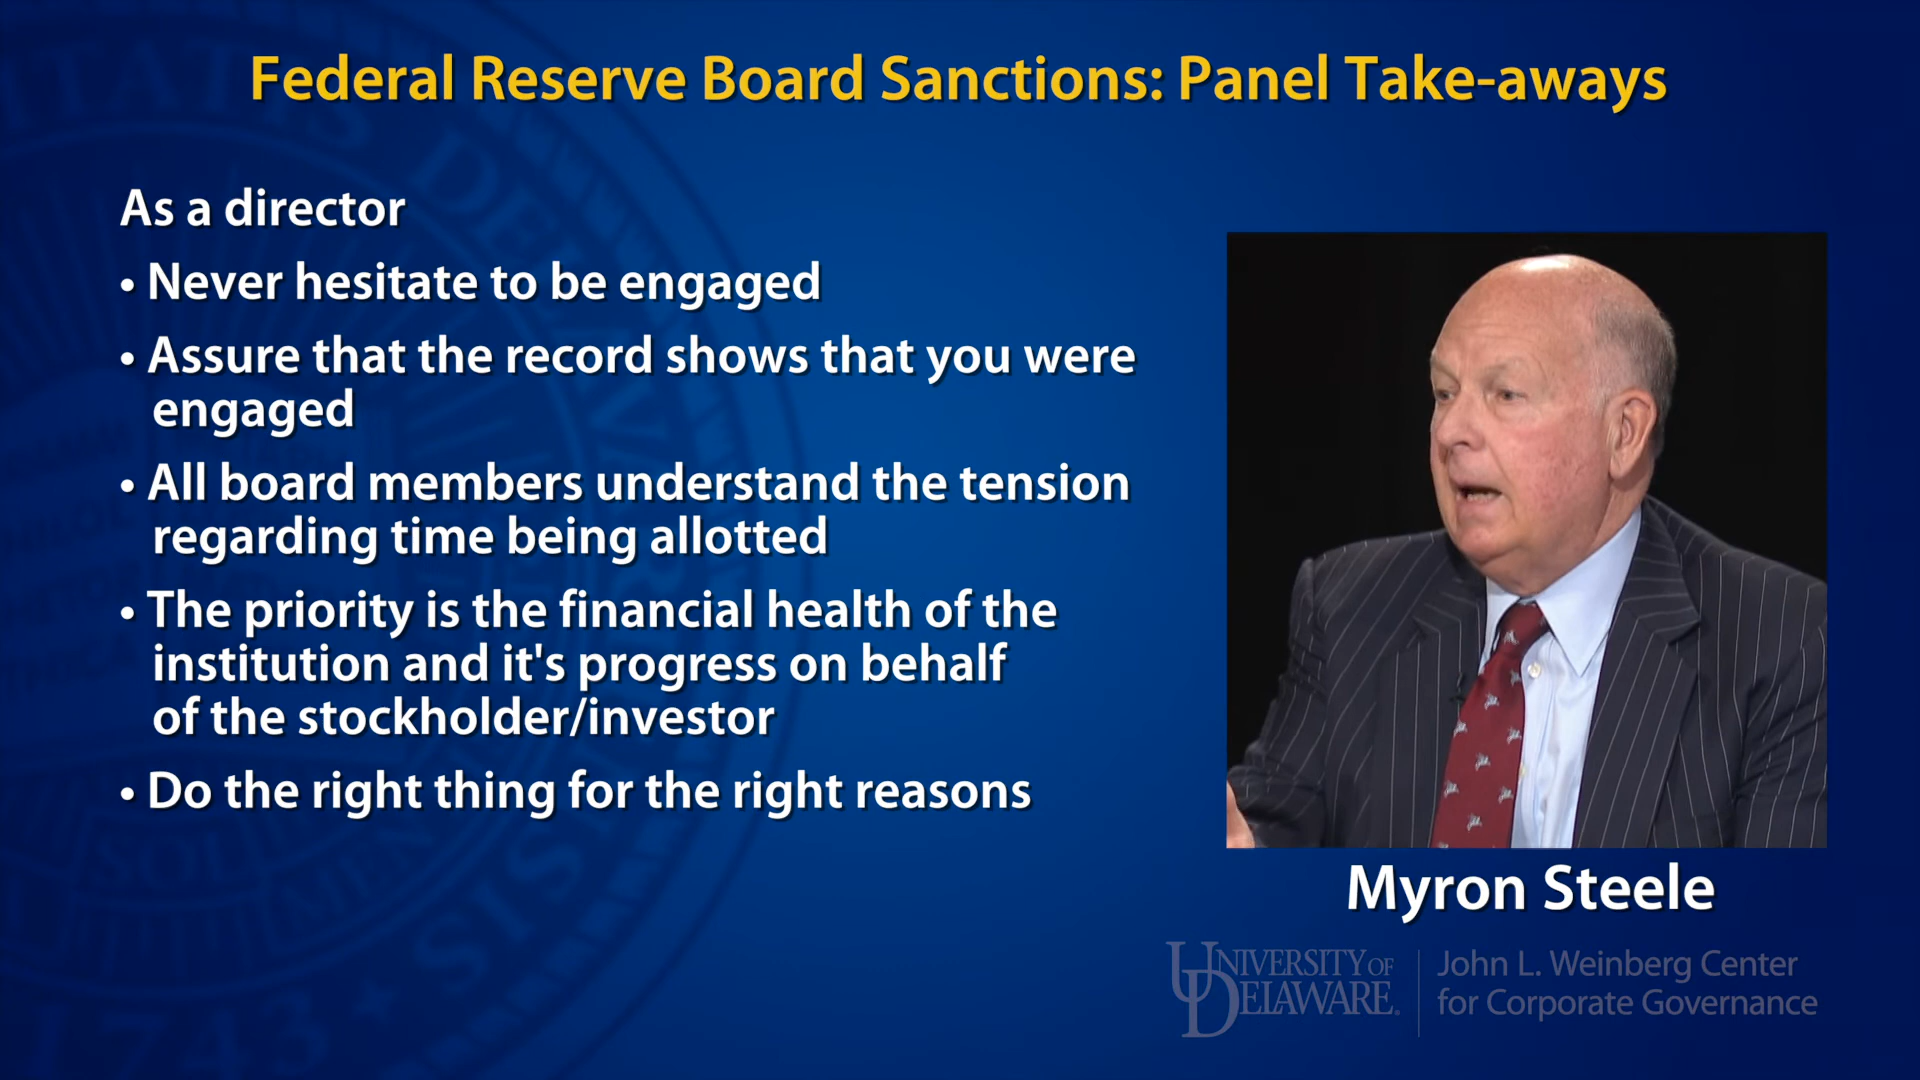 Federal Reserve Board Sanctions: Panel Take-aways
As a director
• Never hesitate to be engaged
• Assure that the record shows that you were
engaged
• All board members understand the tension
regarding time being allotted
• The priority is the financial health of the
institution and it's progress on behalf
of the stockholder/investor
• Do the right thing for the right reasons
Myron Steele
UNIVERSITY OF
DELAWARE.
John L. Weinberg Center
for Corporate Governance
1743
SOL